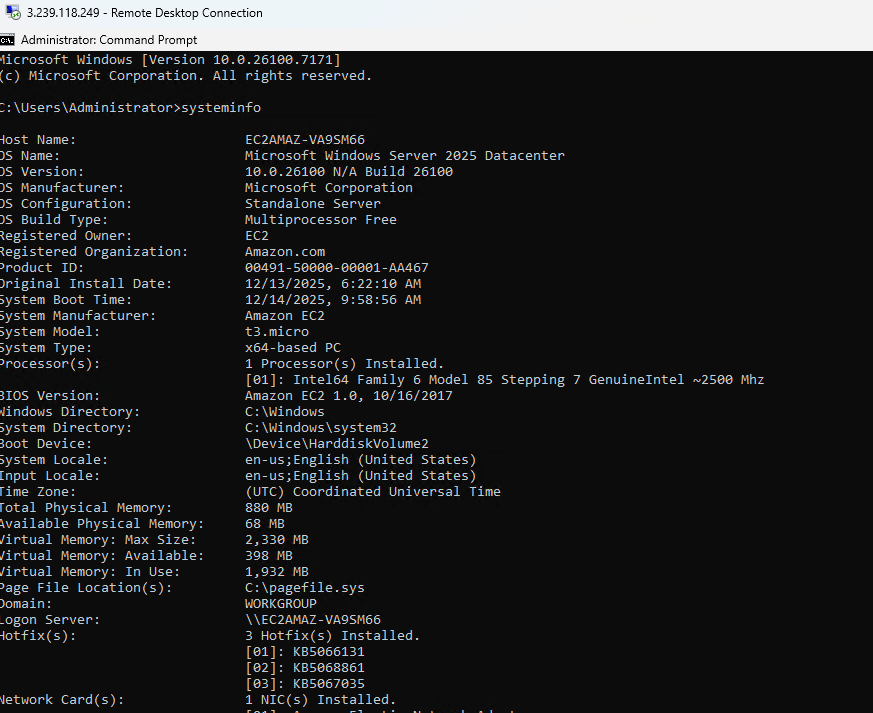 3.239.118.249 - Remote Desktop Connection
Administrator: Command Prompt
Microsoft Windows [Version 10.0.26100.7171]
(c) Microsoft Corporation. All rights reserved.
C:\Users\Administrator>systeminfo
Host Name: EC2AMAZ-VA9SM66
OS Name: Microsoft Windows Server 2025 Datacenter
OS Version: 10.0.26100 N/A Build 26100
OS Manufacturer: Microsoft Corporation
OS Configuration: Standalone Server
OS Build Type: Multiprocessor Free
Registered Owner: EC2
Registered Organization: Amazon.com
Product ID: 00491-50000-00001-AA467
Original Install Date: 12/13/2025, 6:22:10 AM
System Boot Time: 12/14/2025, 9:58:56 AM
System Manufacturer: Amazon EC2
System Model: t3.micro
System Type: x64-based PC
Processor(s): 1 Processor(s) Installed.
[01]: Intel64 Family 6 Model 85 Stepping 7 GenuineIntel ~2500 Mhz
BIOS Version: Amazon EC2 1.0, 10/16/2017
Windows Directory: C:\Windows
System Directory: C:\Windows\system32
Boot Device: \Device\HarddiskVolume2
System Locale: en-us;English (United States)
Input Locale: en-us;English (United States)
Time Zone: (UTC) Coordinated Universal Time
Total Physical Memory: 880 MB
Available Physical Memory: 68 MB
Virtual Memory: Max Size: 2,330 MB
Virtual Memory: Available: 398 MB
Virtual Memory: In Use: 1,932 MB
Page File Location(s): C:\pagefile.sys
Domain: WORKGROUP
Logon Server: \\EC2AMAZ-VA9SM66
Hotfix(s): 3 Hotfix(s) Installed.
[01]: KB5066131
[02]: KB5068861
[03]: KB5067035
Network Card(s): 1 NIC(s) Installed.